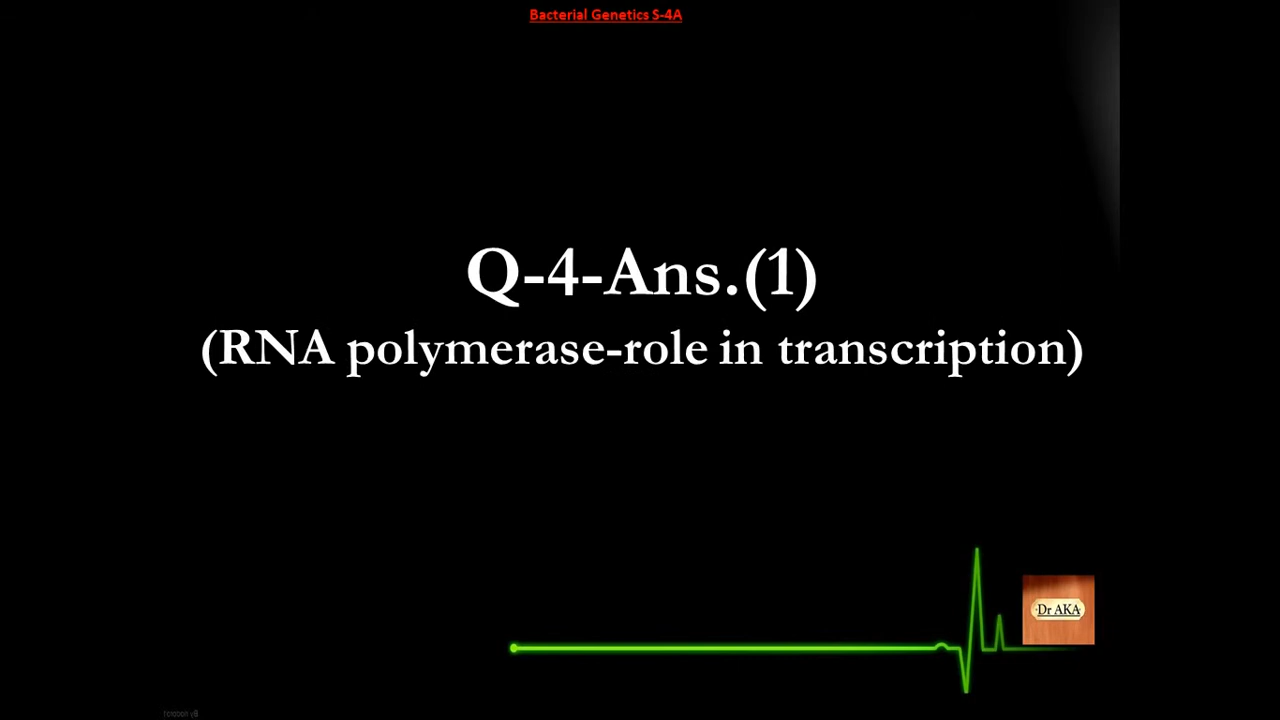 Bacterial Genetics S-4A
Q-4-Ans.(1)
(RNA polymerase-role in transcription)
Dr AKA